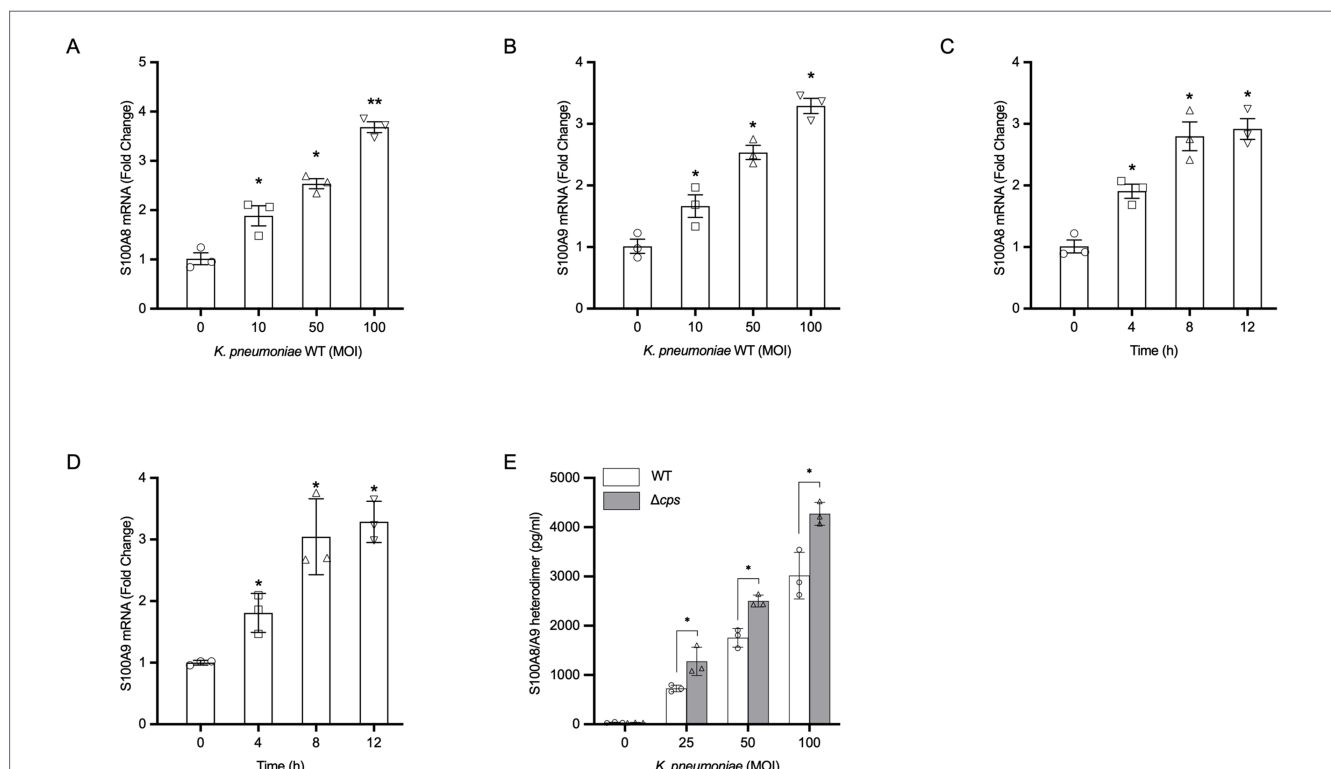 A
S100A8 mRNA (Fold Change)
5
4
3
2
1
0
**
*
*
0 10 50 100
K. pneumoniae WT (MOI)
B
S100A9 mRNA (Fold Change)
4
3
2
1
0
*
*
*
0 10 50 100
K. pneumoniae WT (MOI)
C
S100A8 mRNA (Fold Change)
4
3
2
1
0
*
*
*
0 4 8 12
Time (h)
D
S100A9 mRNA (Fold Change)
4
3
2
1
0
*
*
*
0 4 8 12
Time (h)
E
WT
Δcps
S100A8/A9 heterodimer (pg/ml)
5000
4000
3000
2000
1000
0
*
*
*
0 25 50 100
K. pneumoniae (MOI)